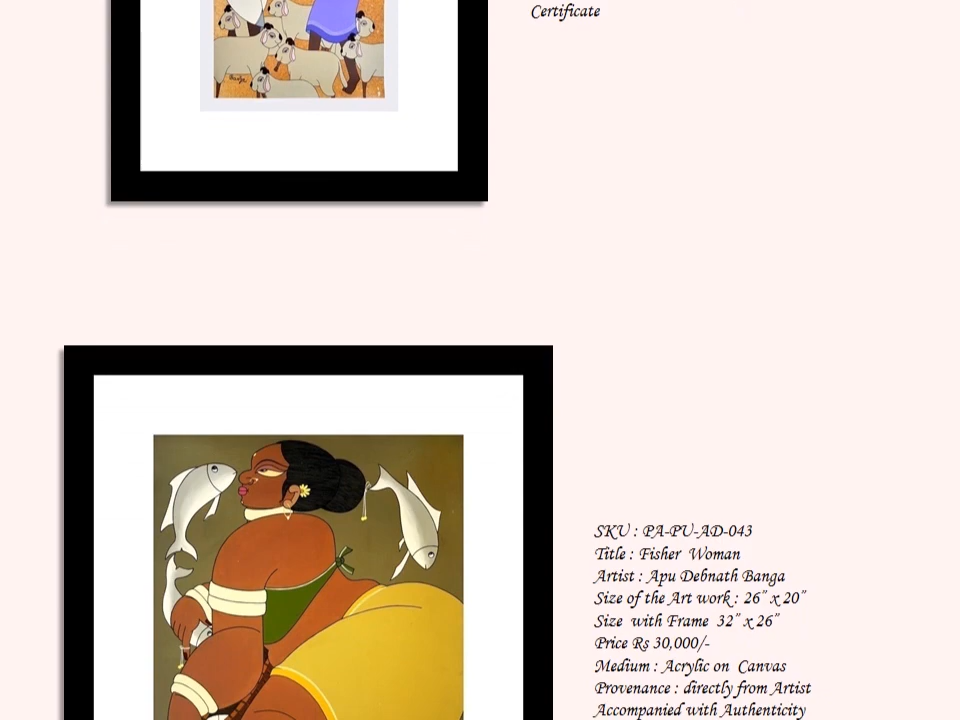 Certificate
SKU : PA-PU-AD-043
Title : Fisher Woman
Artist : Apu Debnath Banga
Size of the Art work : 26” x 20”
Size with Frame 32” x 26”
Price Rs 30,000/-
Medium : Acrylic on Canvas
Provenance : directly from Artist
Accompanied with Authenticity